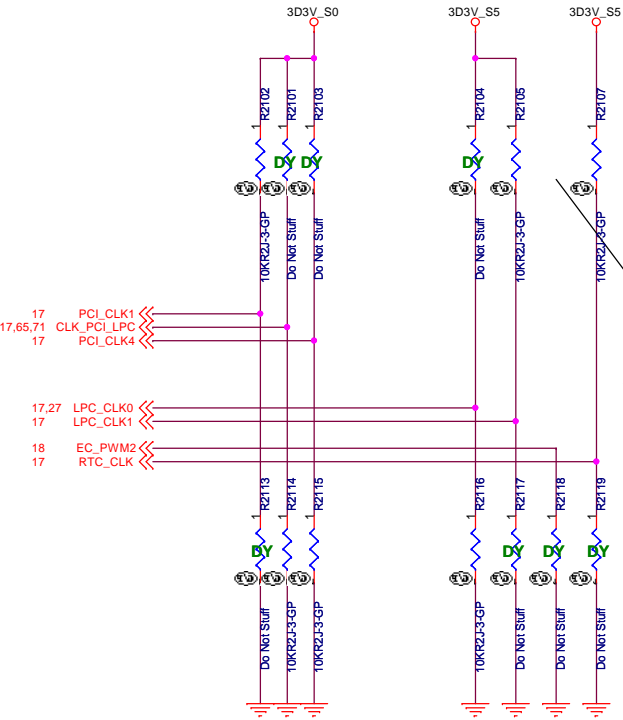 3D3V_S0
3D3V_S5
3D3V_S5
R2102
R2101
R2103
R2104
R2105
R2107
1
1
1
1
1
1
DY
DY
DY
10KR2J-3-GP
Do Not Stuff
Do Not Stuff
Do Not Stuff
10KR2J-3-GP
10KR2J-3-GP
17 PCI_CLK1
17,65,71 CLK_PCI_LPC
17 PCI_CLK4
17,27 LPC_CLK0
17 LPC_CLK1
18 EC_PWM2
17 RTC_CLK
R2113
R2114
R2115
R2116
R2117
R2118
R2119
1
1
1
1
1
1
1
DY
DY
DY
DY
Do Not Stuff
10KR2J-3-GP
10KR2J-3-GP
10KR2J-3-GP
Do Not Stuff
Do Not Stuff
Do Not Stuff